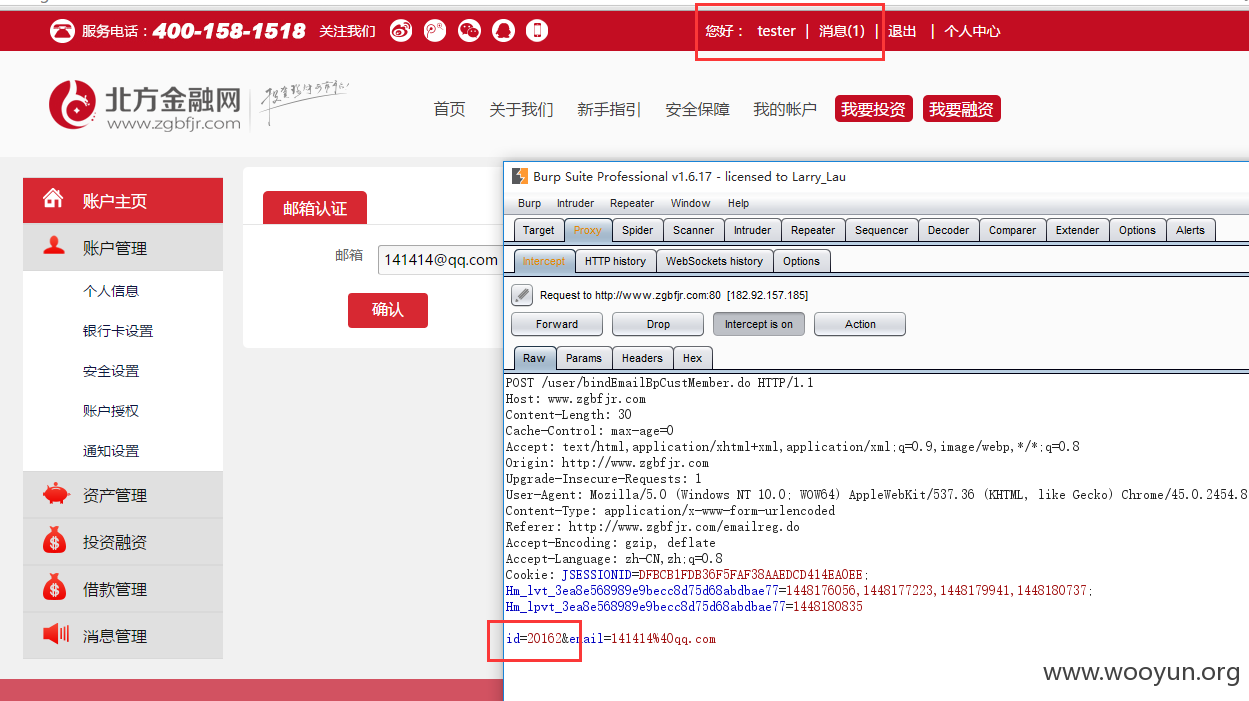 服务电话：400-158-1518 关注我们
您好： tester | 消息(1) | 退出 | 个人中心
北方金融网
www.zgbfjr.com
首页 关于我们 新手指引 安全保障 我的帐户 我要投资 我要融资
账户主页
账户管理
个人信息
银行卡设置
安全设置
账户授权
通知设置
资产管理
投资融资
借款管理
消息管理
邮箱认证
邮箱 141414@qq.com
确认
Burp Suite Professional v1.6.17 - licensed to Larry_Lau
Burp Intruder Repeater Window Help
Target Proxy Spider Scanner Intruder Repeater Sequencer Decoder Comparer Extender Options Alerts
Intercept HTTP history WebSockets history Options
Request to http://www.zgbfjr.com:80 [182.92.157.185]
Forward Drop Intercept is on Action
Raw Params Headers Hex
POST /user/bindEmailBpCustMember.do HTTP/1.1
Host: www.zgbfjr.com
Content-Length: 30
Cache-Control: max-age=0
Accept: text/html,application/xhtml+xml,application/xml;q=0.9,image/webp,*/*;q=0.8
Origin: http://www.zgbfjr.com
Upgrade-Insecure-Requests: 1
User-Agent: Mozilla/5.0 (Windows NT 10.0; WOW64) AppleWebKit/537.36 (KHTML, like Gecko) Chrome/45.0.2454.8
Content-Type: application/x-www-form-urlencoded
Referer: http://www.zgbfjr.com/emailreg.do
Accept-Encoding: gzip, deflate
Accept-Language: zh-CN,zh;q=0.8
Cookie: JSESSIONID=DFBCB1FDB36F5FAF38AAEDCD414EA0EE;
Hm_lvt_3ea8e568989e9becc8d75d68abdbae77=1448176056,1448177223,1448179941,1448180737;
Hm_lpvt_3ea8e568989e9becc8d75d68abdbae77=1448180835
id=20162&email=141414%40qq.com
www.wooyun.org